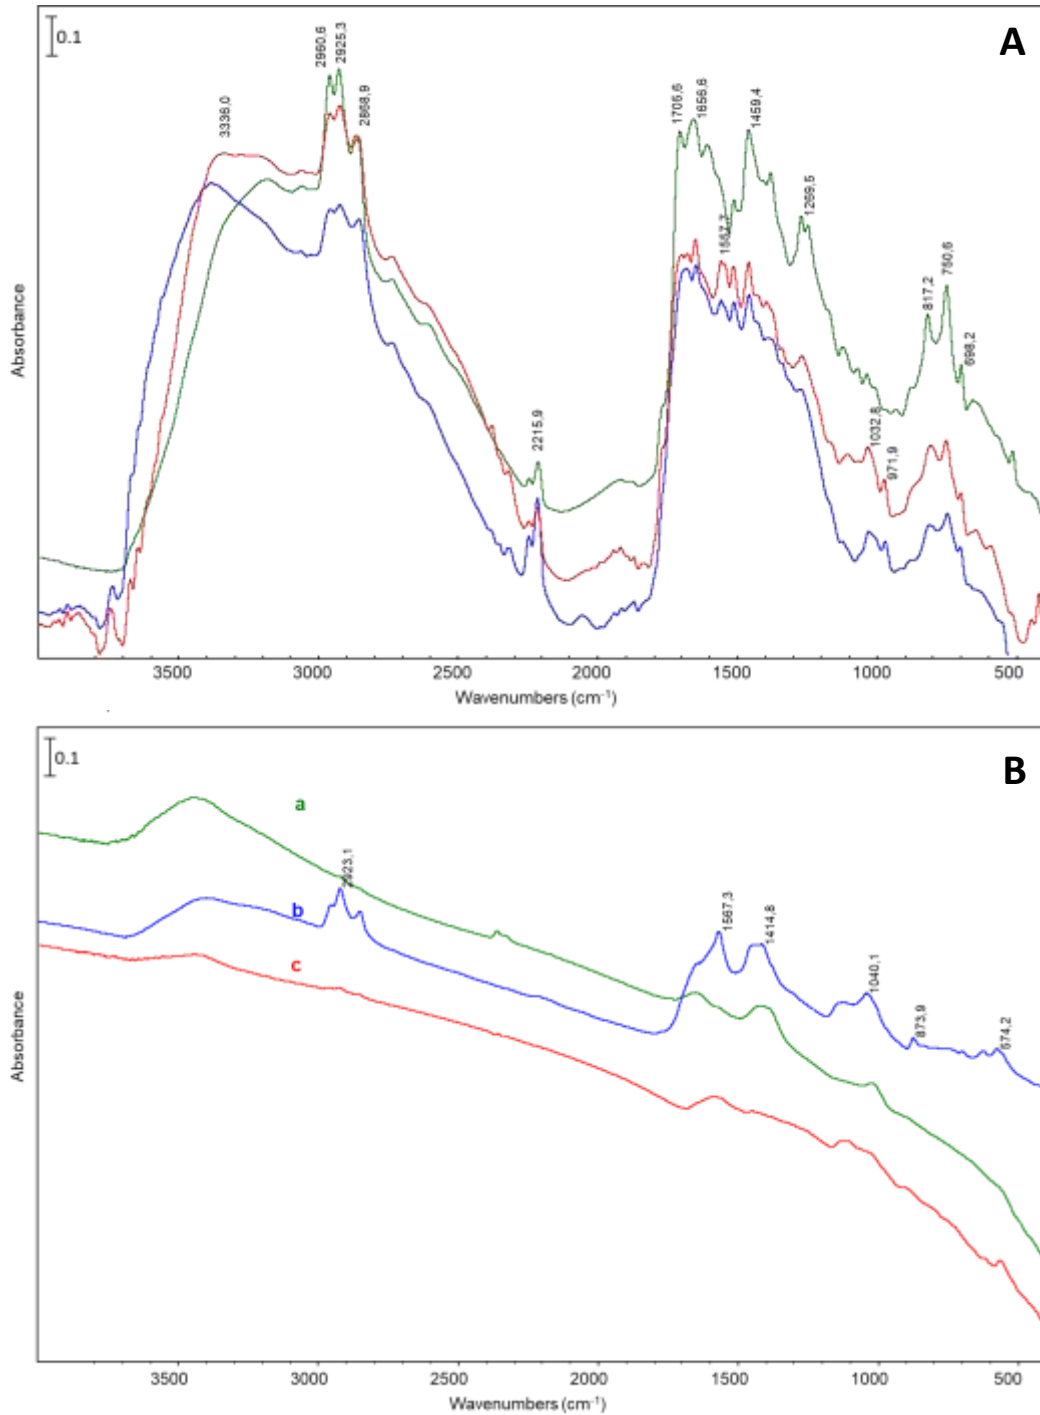 0.1
A
3336,0
2960,6
2925,3
2868,9
2215,9
1706,6
1656,6
1557,7
1459,4
1269,5
1032,8
971,9
817,2
750,6
698,2
Absorbance
3500 3000 2500 2000 1500 1000 500
Wavenumbers (cm⁻¹)
0.1
B
a
b
c
2923,1
1567,3
1414,8
1040,1
873,9
574,2
Absorbance
3500 3000 2500 2000 1500 1000 500
Wavenumbers (cm⁻¹)